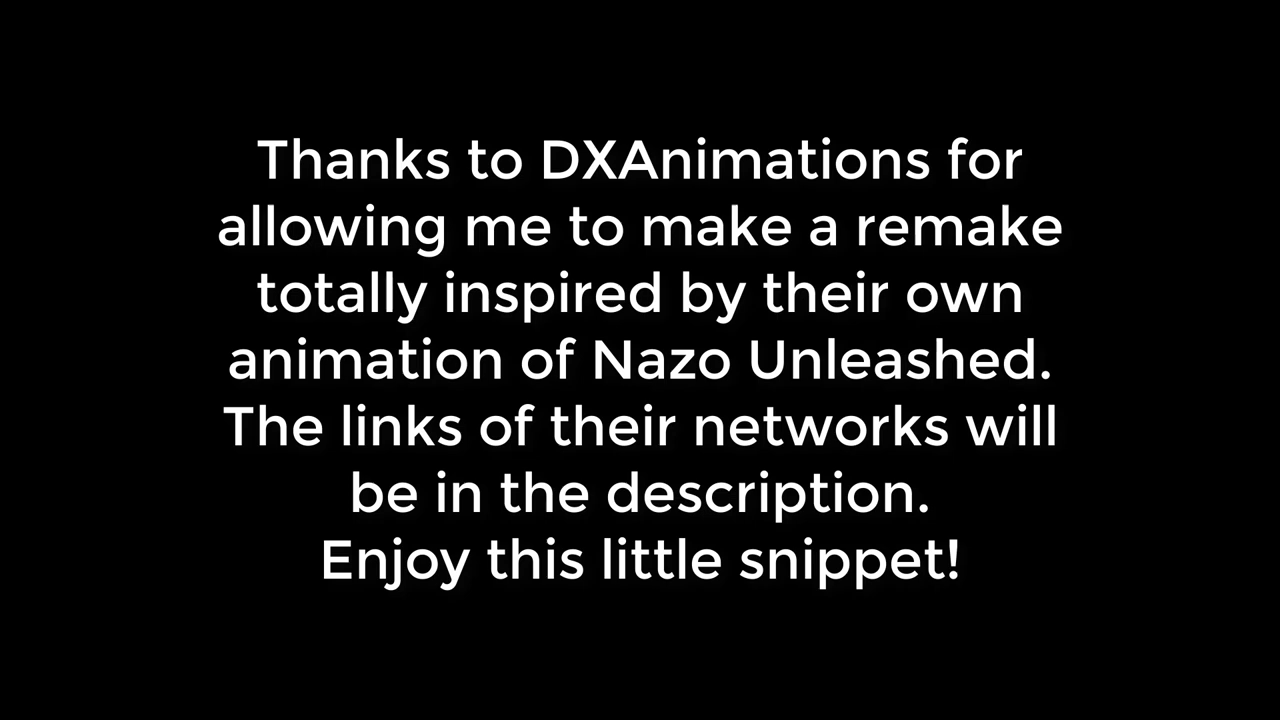 Thanks to DXAnimations for
allowing me to make a remake
totally inspired by their own
animation of Nazo Unleashed.
The links of their networks will
be in the description.
Enjoy this little snippet!